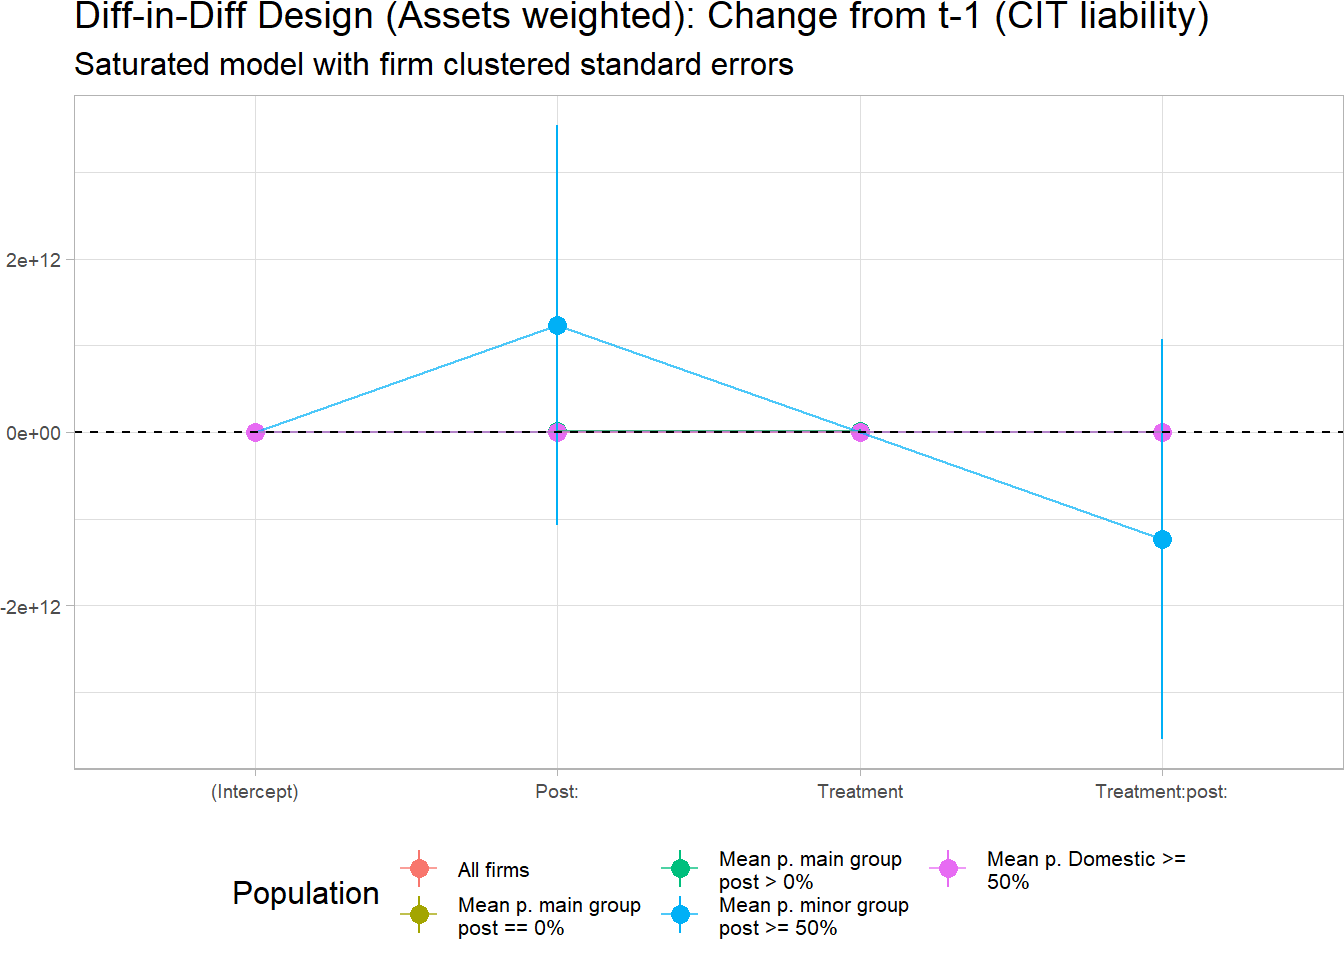 Diff-in-Diff Design (Assets weighted): Change from t-1 (CIT liability)
Saturated model with firm clustered standard errors
2e+12
0e+00
-2e+12
(Intercept)
Post:
Treatment
Treatment:post:
Population
All firms
Mean p. main group
post == 0%
Mean p. main group
post > 0%
Mean p. minor group
post >= 50%
Mean p. Domestic >=
50%